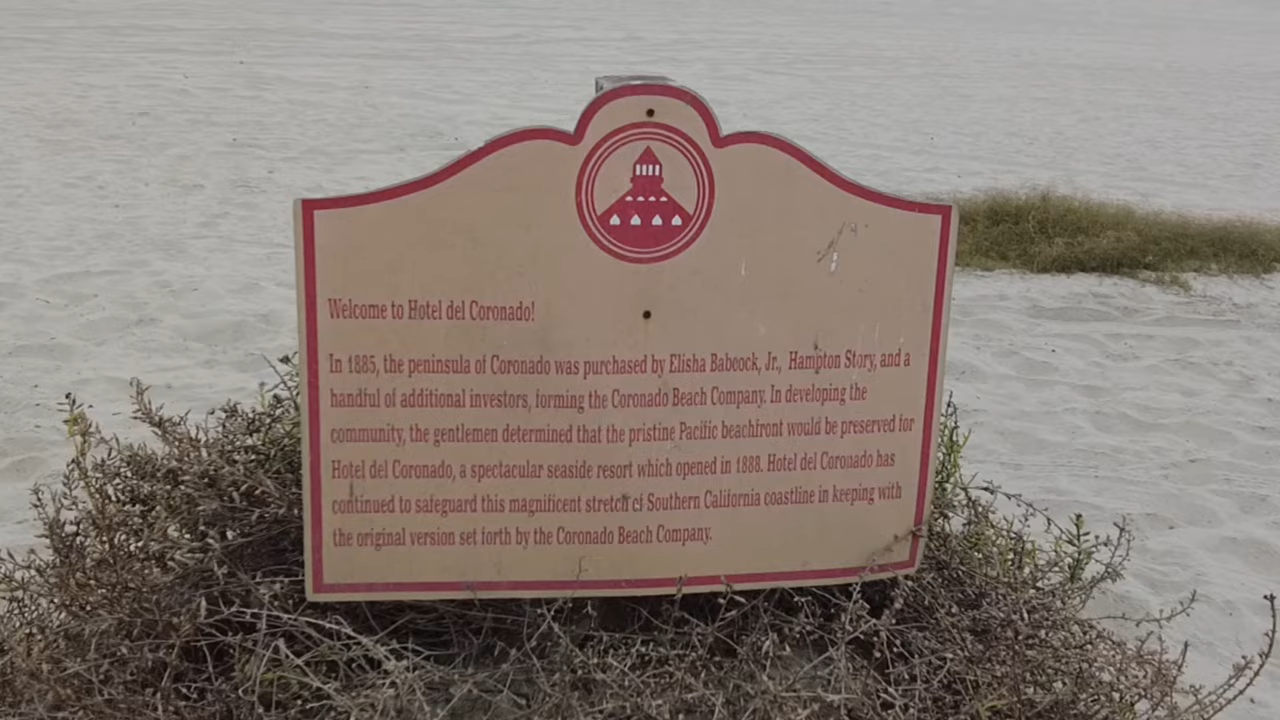 Welcome to Hotel del Coronado!
In 1885, the peninsula of Coronado was purchased by Elisha Babcock, Jr., Hampton Story, and a
handful of additional investors, forming the Coronado Beach Company. In developing the
community, the gentlemen determined that the pristine Pacific beachfront would be preserved for
Hotel del Coronado, a spectacular seaside resort which opened in 1888. Hotel del Coronado has
continued to safeguard this magnificent stretch of Southern California coastline in keeping with
the original version set forth by the Coronado Beach Company.